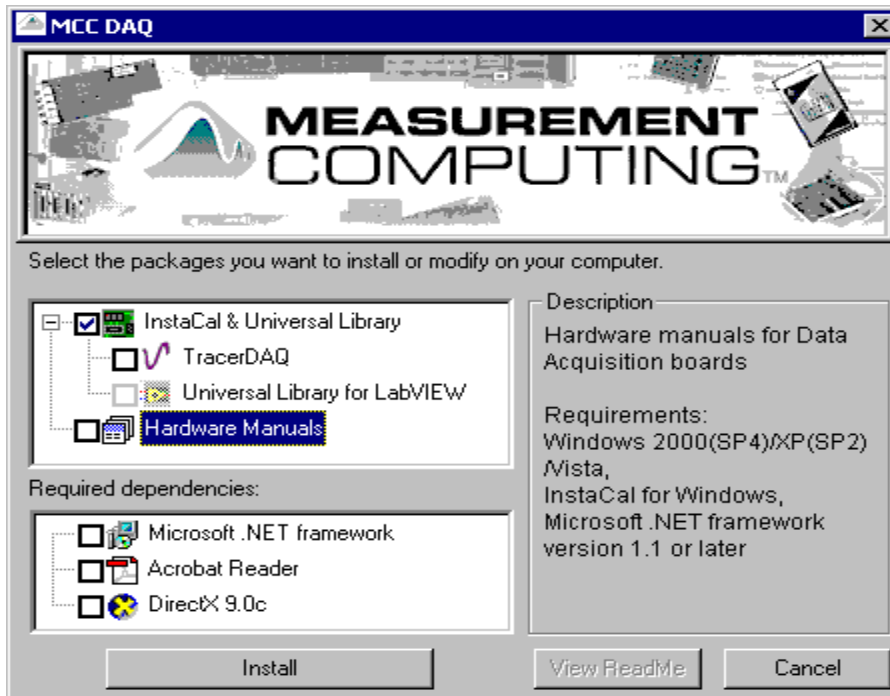 MCC DAQ
MEASUREMENT
COMPUTING™
Select the packages you want to install or modify on your computer.
InstaCal & Universal Library
TracerDAQ
Universal Library for LabVIEW
Hardware Manuals
Required dependencies:
Microsoft .NET framework
Acrobat Reader
DirectX 9.0c
Description
Hardware manuals for Data
Acquisition boards
Requirements:
Windows 2000(SP4)/XP(SP2)
/Vista,
InstaCal for Windows,
Microsoft .NET framework
version 1.1 or later
Install
View ReadMe
Cancel